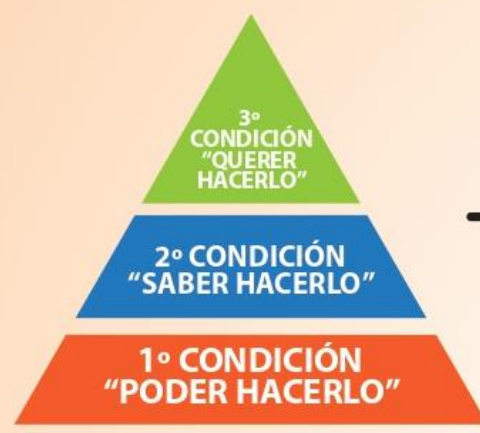 3º
CONDICIÓN
“QUERER
HACERLO”
2º CONDICIÓN
“SABER HACERLO”
1º CONDICIÓN
“PODER HACERLO”